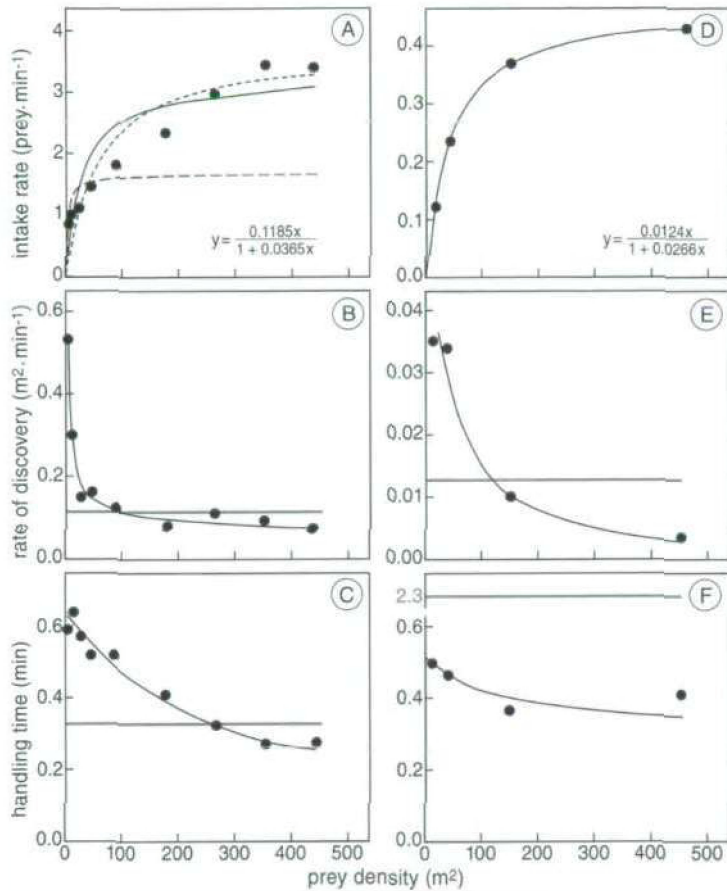 A
4
3
2
1
0
intake rate (prey·min-1)
y= 0.1185x
1 + 0.0365x
D
0.4
0.3
0.2
0.1
0.0
y= 0.0124x
1 + 0.0266x
B
0.6
0.4
0.2
0.0
rate of discovery (m2·min-1)
E
0.04
0.03
0.02
0.01
0.00
C
0.6
0.4
0.2
0.0
handling time (min)
0 100 200 300 400 500
F
2.3
0.6
0.4
0.2
0.0
0 100 200 300 400 500
prey density (m2)